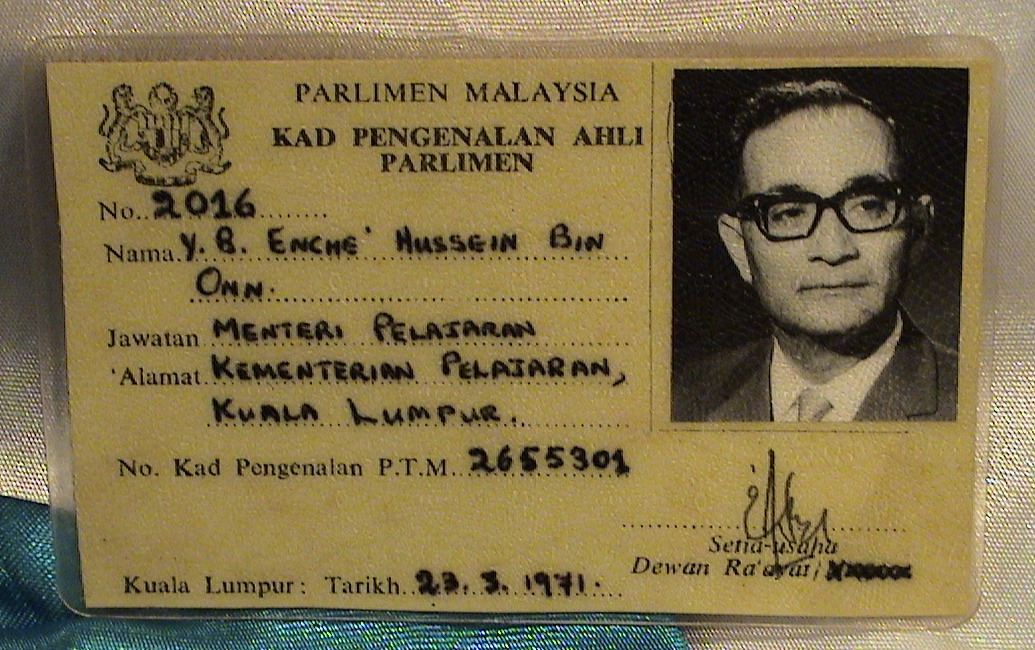 PARLIMEN MALAYSIA
KAD PENGENALAN AHLI
PARLIMEN
No..2016........
Nama.Y. B. ENCHE' HUSSEIN BIN
ONN.
Jawatan MENTERI PELAJARAN
'Alamat KEMENTERIAN PELAJARAN,
KUALA LUMPUR.
No. Kad Pengenalan P.T.M. 2655301
Setia-usaha
Dewan Ra'ayat/
Kuala Lumpur: Tarikh. 23. 3. 1971.